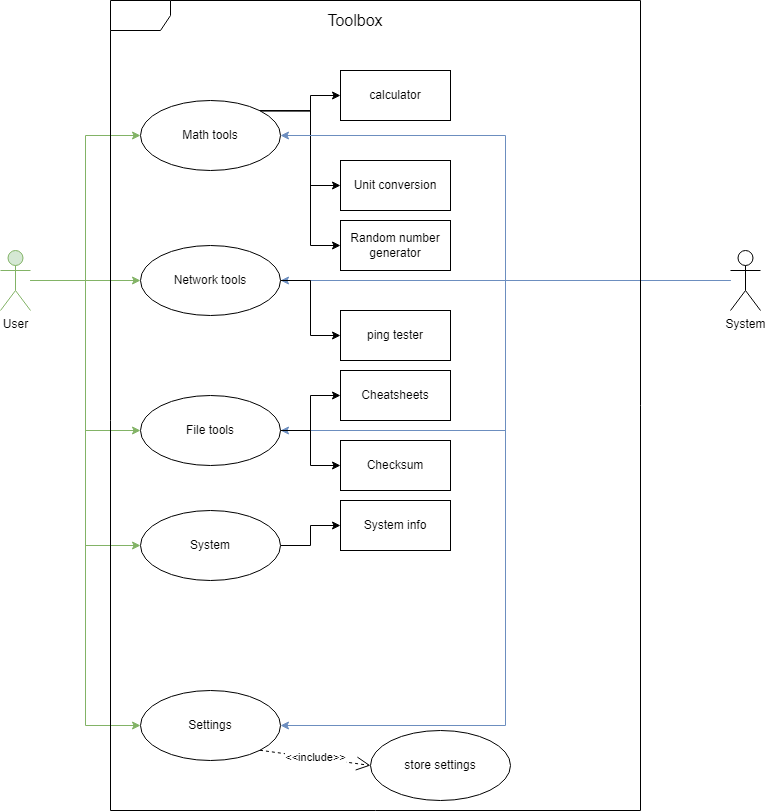 Toolbox
calculator
Math tools
Unit conversion
Random number
generator
Network tools
User
System
ping tester
Cheatsheets
File tools
Checksum
System info
System
Settings
<<include>>
store settings